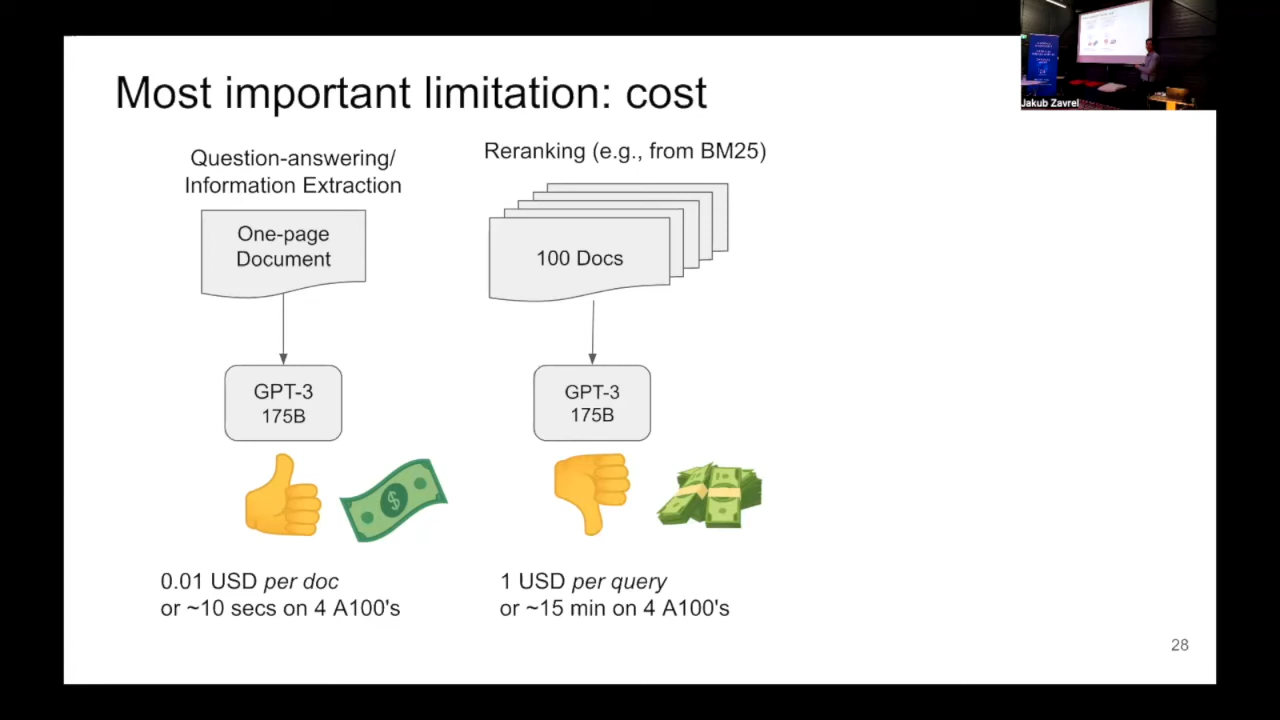 Most important limitation: cost
Question-answering/
Information Extraction
One-page
Document
GPT-3
175B
0.01 USD per doc
or ~10 secs on 4 A100's
Reranking (e.g., from BM25)
100 Docs
GPT-3
175B
1 USD per query
or ~15 min on 4 A100's
28
Jakub Zavrel